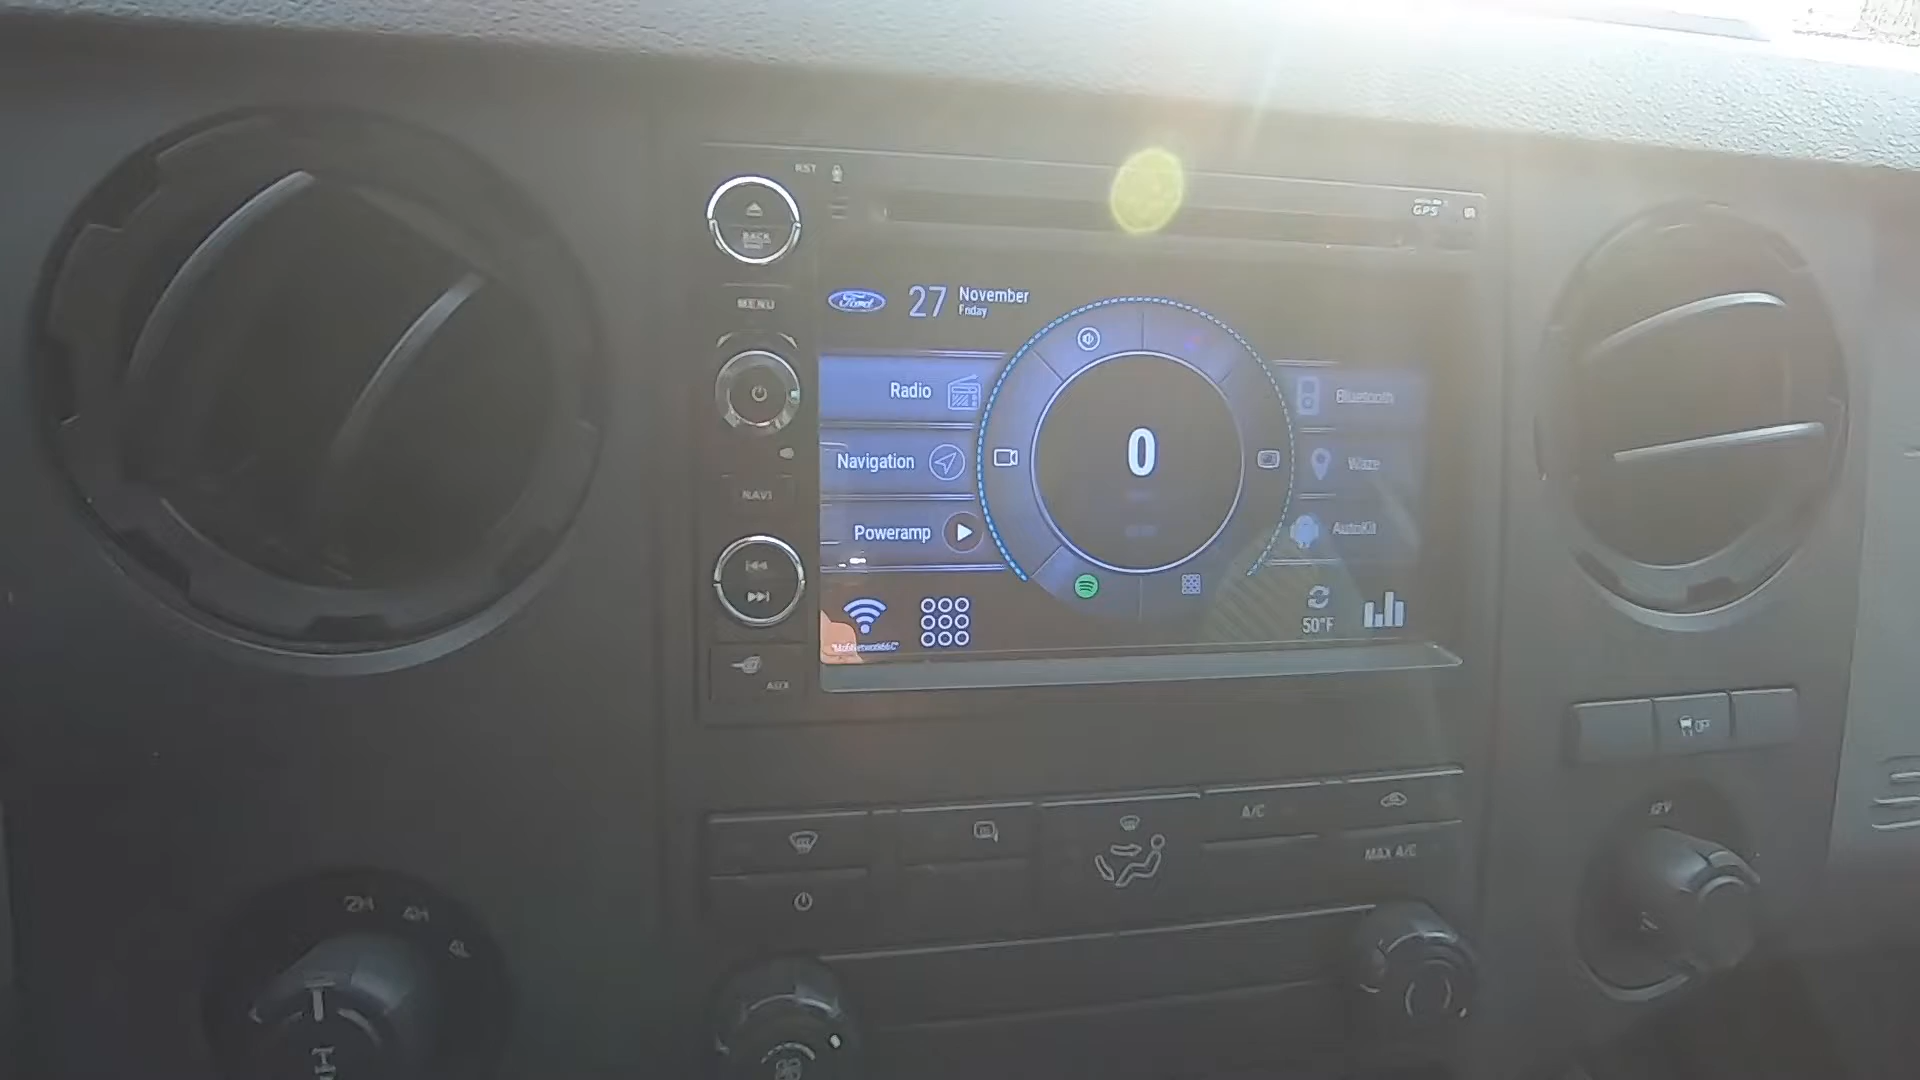 RST
GPS
BACK
MENU
Ford
27
November
Friday
Radio
Bluetooth
0
Navigation
Waze
NAVI
Poweramp
AutoKit
50°F
AUX
OFF
A/C
MAX A/C
12V
2H
4H
4L